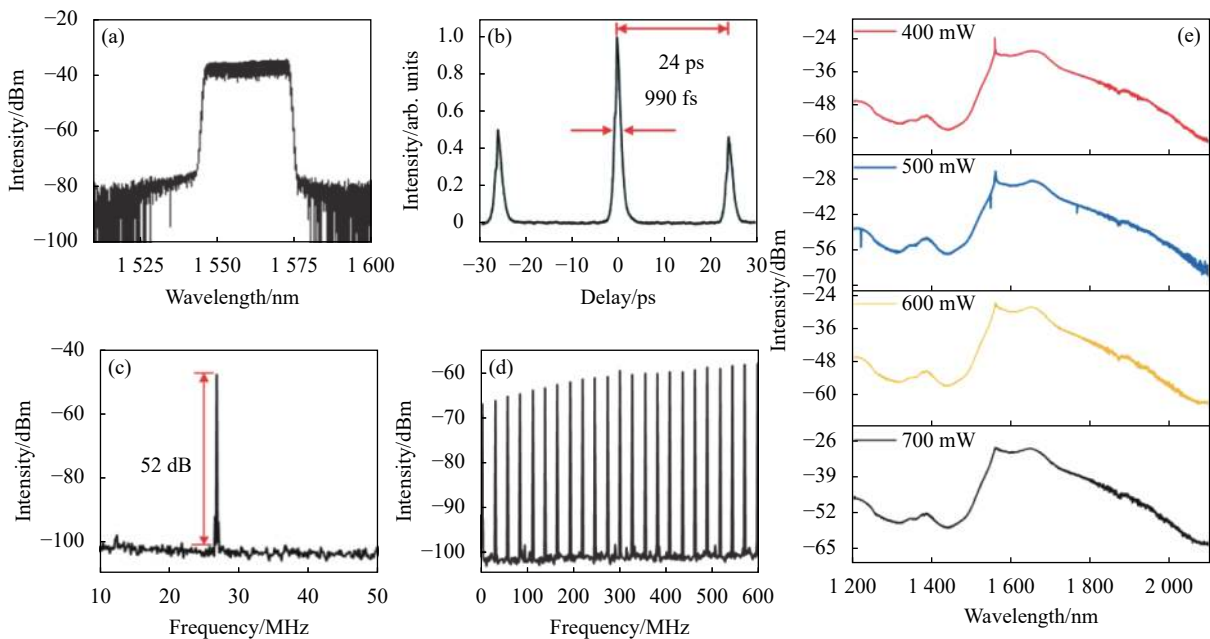 (a)
Intensity/dBm
−20
−40
−60
−80
−100
1 525
1 550
1 575
1 600
Wavelength/nm
(b)
Intensity/arb. units
1.0
0.8
0.6
0.4
0.2
0
24 ps
990 fs
−30
−20
−10
0
10
20
30
Delay/ps
(c)
Intensity/dBm
−40
−60
−80
−100
52 dB
10
20
30
40
50
Frequency/MHz
(d)
Intensity/dBm
−60
−70
−80
−90
−100
0
100
200
300
400
500
600
Frequency/MHz
(e)
Intensity/dBm
−24
−36
−48
−60
400 mW
−28
−42
−56
−70
500 mW
−24
−36
−48
−60
600 mW
−26
−39
−52
−65
700 mW
1 200
1 400
1 600
1 800
2 000
Wavelength/nm